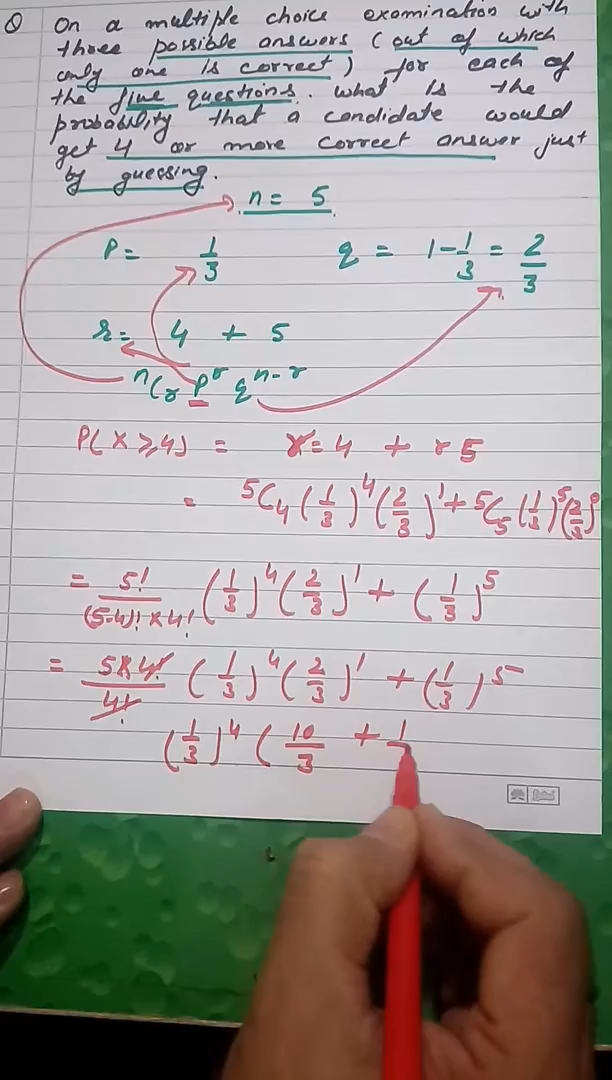 Q On a multiple choice examination with
three possible answers (out of which
only one is correct) for each of
the five questions. What is the
probability that a candidate would
get 4 or more correct answer just
by guessing.
n = 5
P = 1/3 q = 1 - 1/3 = 2/3
r = 4 + 5
nCr p^r q^n-r
P(X ≥ 4) = r = 4 + r 5
= 5C4 (1/3)^4 (2/3)^1 + 5C5 (1/3)^5 (2/3)^0
= 5!/(5-4)! × 4! (1/3)^4 (2/3)^1 + (1/3)^5
= 5×4!/4! (1/3)^4 (2/3)^1 + (1/3)^5
(1/3)^4 (10/3 + 1